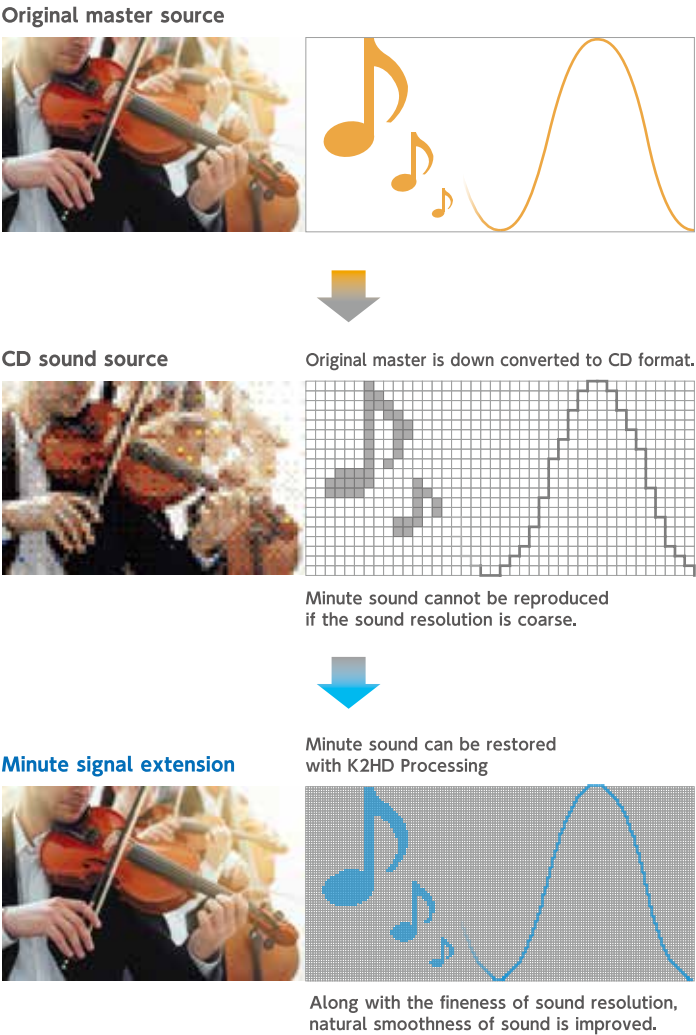 Original master source
CD sound source
Original master is down converted to CD format.
Minute sound cannot be reproduced
if the sound resolution is coarse.
Minute signal extension
Minute sound can be restored
with K2HD Processing
Along with the fineness of sound resolution,
natural smoothness of sound is improved.